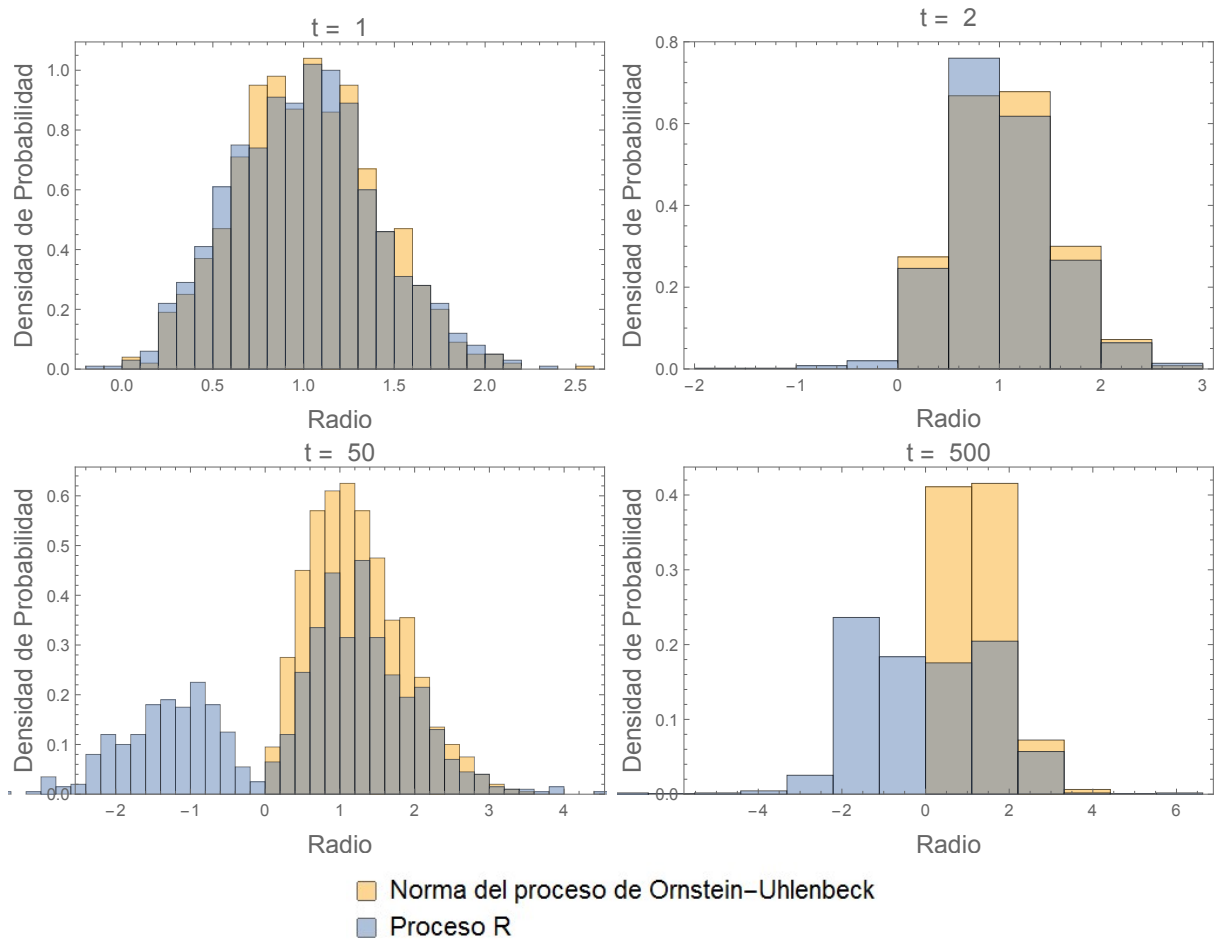 t = 1
Densidad de Probabilidad
1.0
0.8
0.6
0.4
0.2
0.0
0.0 0.5 1.0 1.5 2.0 2.5
Radio
t = 2
Densidad de Probabilidad
0.8
0.6
0.4
0.2
0.0
−2 −1 0 1 2 3
Radio
t = 50
Densidad de Probabilidad
0.6
0.5
0.4
0.3
0.2
0.1
0.0
−2 −1 0 1 2 3 4
Radio
t = 500
Densidad de Probabilidad
0.4
0.3
0.2
0.1
0.0
−4 −2 0 2 4 6
Radio
Norma del proceso de Ornstein−Uhlenbeck
Proceso R